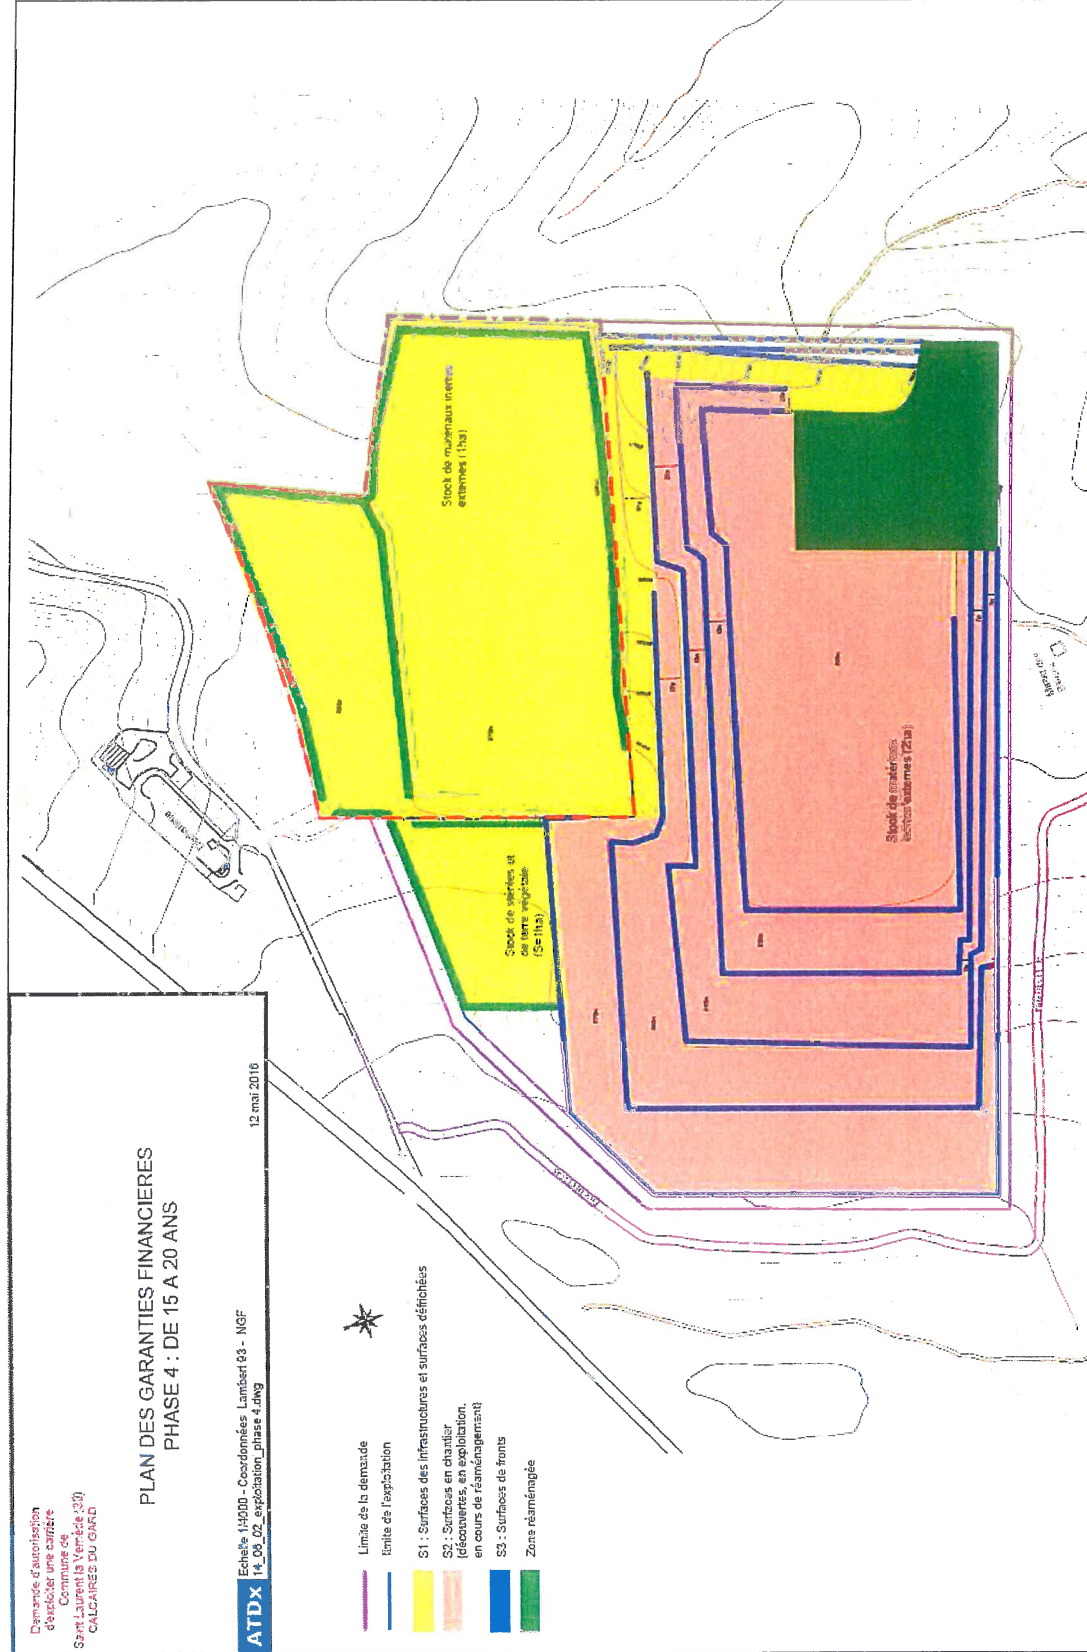 Demande d'autorisation
d'exploiter une carrière
Commune de
Saint Laurent la Vernède (30)
CALCAIRES DU GARD
PLAN DES GARANTIES FINANCIERES
PHASE 4 : DE 15 A 20 ANS
ATDx
Echelle 1/4000 - Coordonnées Lambert 93 - NGF
14_06_02_exploitation_phase 4.dwg
12 mai 2016
Limite de la demande
limite de l'exploitation
S1 : Surfaces des infrastructures et surfaces défrichées
S2 : Surfaces en chantier
(découvertes, en exploitation,
en cours de réaménagement)
S3 : Surfaces de fronts
Zone réaménagée
Stock de stériles et
de terre végétale
(S=1ha)
Stock de matériaux inertes
externes (1ha)
Stock de matériaux
inertes externes (2ha)